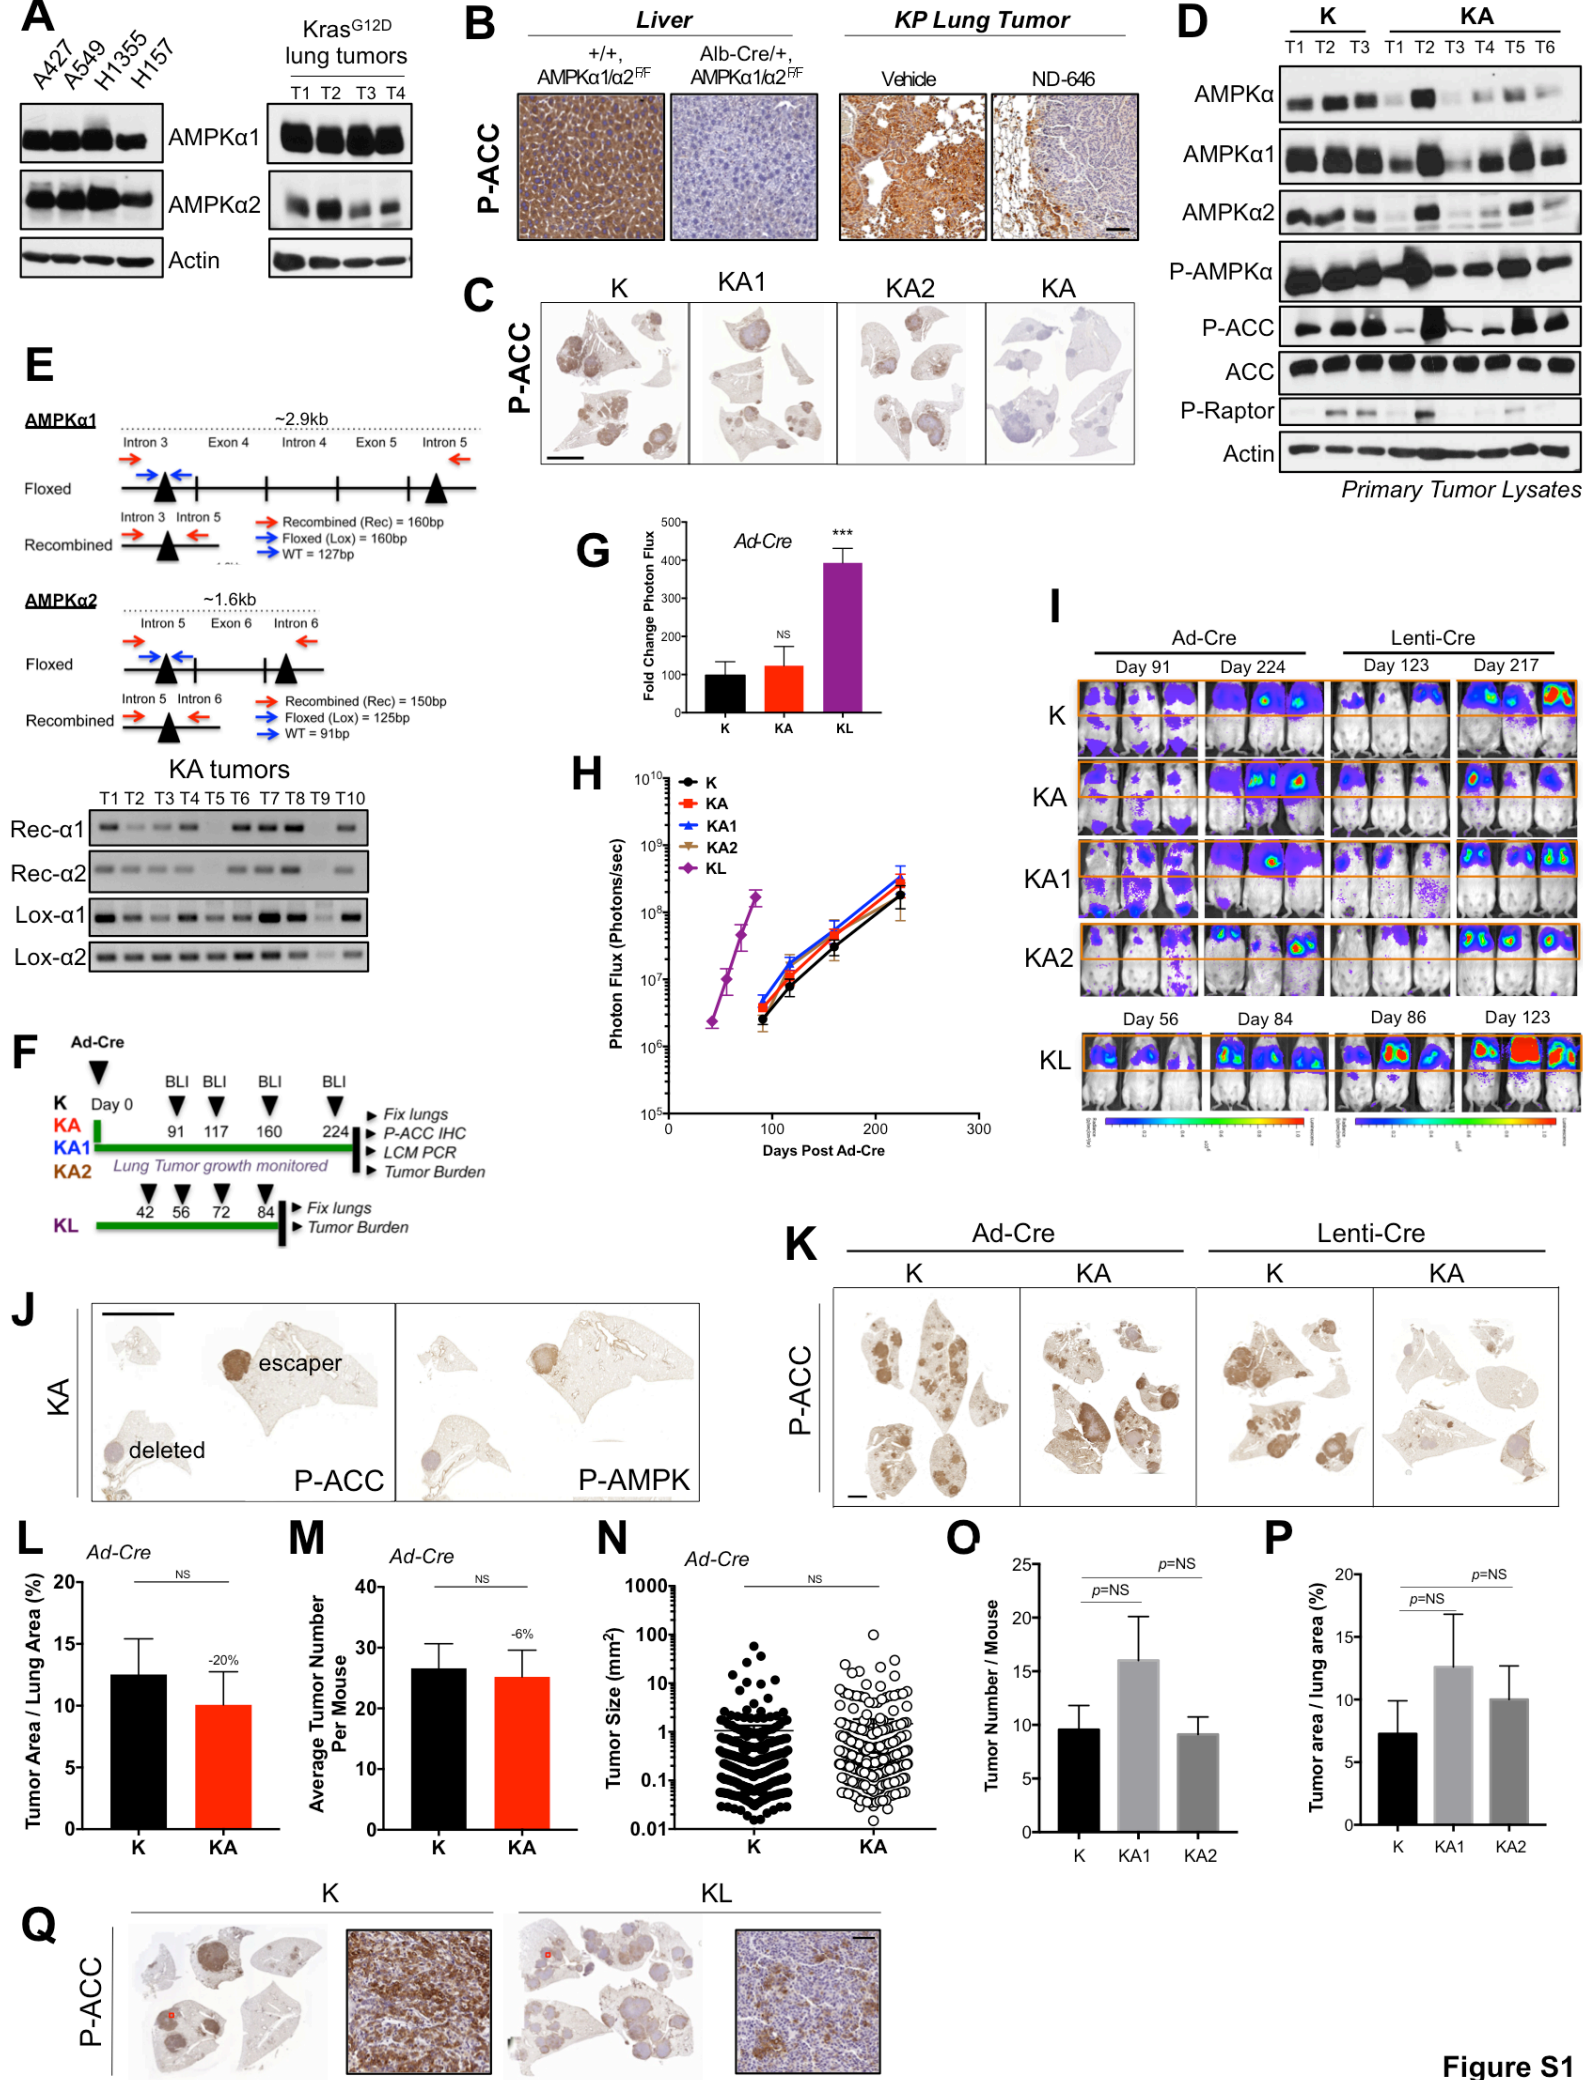 A
A427
A549
H1355
H157
Kras^G12D
lung tumors
T1 T2 T3 T4
AMPKα1
AMPKα2
Actin
B
Liver
KP Lung Tumor
+/+,
AMPKα1/α2^F/F
Alb-Cre/+,
AMPKα1/α2^F/F
Vehicle
ND-646
P-ACC
C
K KA1 KA2 KA
P-ACC
D
K KA
T1 T2 T3 T1 T2 T3 T4 T5 T6
AMPKα
AMPKα1
AMPKα2
P-AMPKα
P-ACC
ACC
P-Raptor
Actin
Primary Tumor Lysates
E
AMPKα1
~2.9kb
Intron 3 Exon 4 Intron 4 Exon 5 Intron 5
Floxed
Intron 3 Intron 5
Recombined
Recombined (Rec) = 160bp
Floxed (Lox) = 160bp
WT = 127bp
AMPKα2
~1.6kb
Intron 5 Exon 6 Intron 6
Floxed
Intron 5 Intron 6
Recombined
Recombined (Rec) = 150bp
Floxed (Lox) = 125bp
WT = 91bp
KA tumors
T1 T2 T3 T4 T5 T6 T7 T8 T9 T10
Rec-α1
Rec-α2
Lox-α1
Lox-α2
F
Ad-Cre
K
KA
KA1
KA2
Day 0
BLI BLI BLI BLI
91 117 160 224
Lung Tumor growth monitored
Fix lungs
P-ACC IHC
LCM PCR
Tumor Burden
42 56 72 84
KL
Fix lungs
Tumor Burden
G
Ad-Cre
Fold Change Photon Flux
500
400
300
200
100
0
NS
***
K KA KL
H
K
KA
KA1
KA2
KL
Photon Flux (Photons/sec)
10^10
10^9
10^8
10^7
10^6
10^5
0 100 200 300
Days Post Ad-Cre
I
Ad-Cre Lenti-Cre
Day 91 Day 224 Day 123 Day 217
K
KA
KA1
KA2
Day 56 Day 84 Day 86 Day 123
KL
J
KA
escaper
deleted
P-ACC
P-AMPK
K
Ad-Cre Lenti-Cre
K KA K KA
P-ACC
L
Ad-Cre
Tumor Area / Lung Area (%)
20
15
10
5
0
NS
-20%
K KA
M
Ad-Cre
Average Tumor Number
Per Mouse
40
30
20
10
0
NS
-6%
K KA
N
Ad-Cre
Tumor Size (mm²)
1000
100
10
1
0.1
0.01
NS
K KA
O
Tumor Number / Mouse
25
20
15
10
5
0
p=NS
p=NS
K KA1 KA2
P
Tumor area / lung area (%)
20
15
10
5
0
p=NS
p=NS
K KA1 KA2
Q
K KL
P-ACC
Figure S1